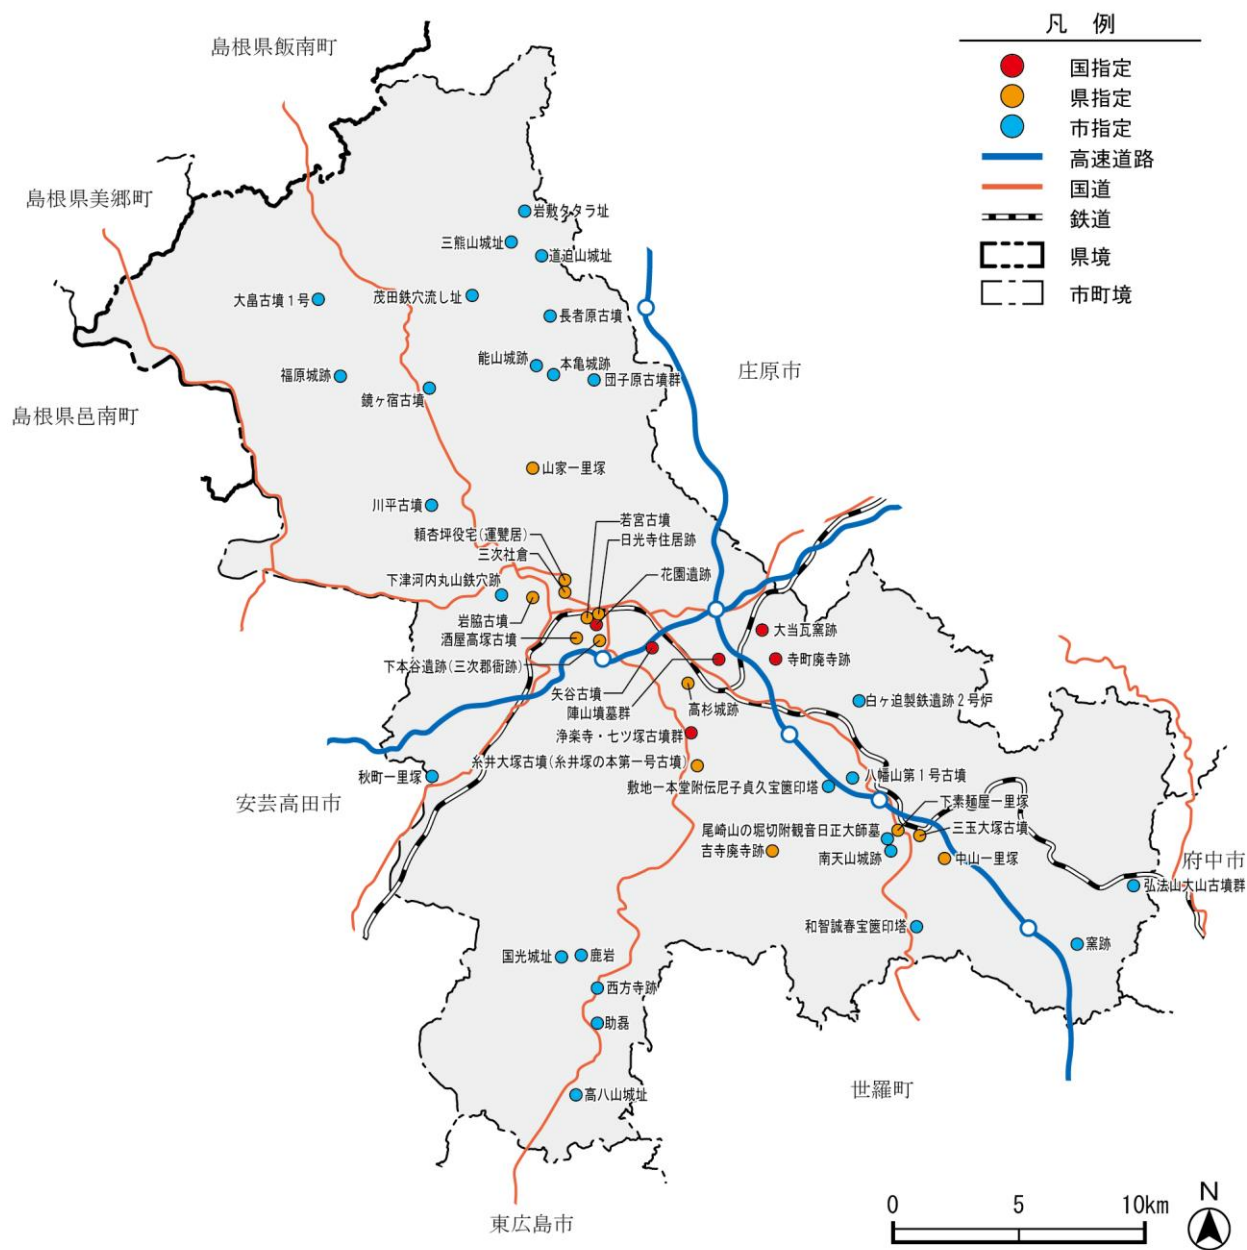 凡 例
国指定
県指定
市指定
高速道路
国道
鉄道
県境
市町境
島根県飯南町
島根県美郷町
島根県邑南町
庄原市
岩敷タタラ址
三熊山城址
道迫山城址
大畠古墳1号
茂田鉄穴流し址
長者原古墳
能山城跡
本亀城跡
団子原古墳群
福原城跡
鏡ヶ宿古墳
山家一里塚
川平古墳
若宮古墳
頼杏坪役宅(運甓居)
日光寺住居跡
三次社倉
花園遺跡
下津河内丸山鉄穴跡
岩脇古墳
酒屋高塚古墳
下本谷遺跡(三次郡衙跡)
大当瓦窯跡
寺町廃寺跡
矢谷古墳
陣山墳墓群
高杉城跡
白ヶ迫製鉄遺跡2号炉
浄楽寺・七ツ塚古墳群
糸井大塚古墳(糸井塚の本第一号古墳)
秋町一里塚
安芸高田市
敷地一本堂附伝尼子貞久宝篋印塔
八幡山第1号古墳
下素麺屋一里塚
尾崎山の堀切附観音日正大師墓
三玉大塚古墳
吉寺廃寺跡
南天山城跡
中山一里塚
府中市
弘法山大山古墳群
和智誠春宝篋印塔
窯跡
国光城址
鹿岩
西方寺跡
助磊
高八山城址
世羅町
東広島市
0 5 10km
N